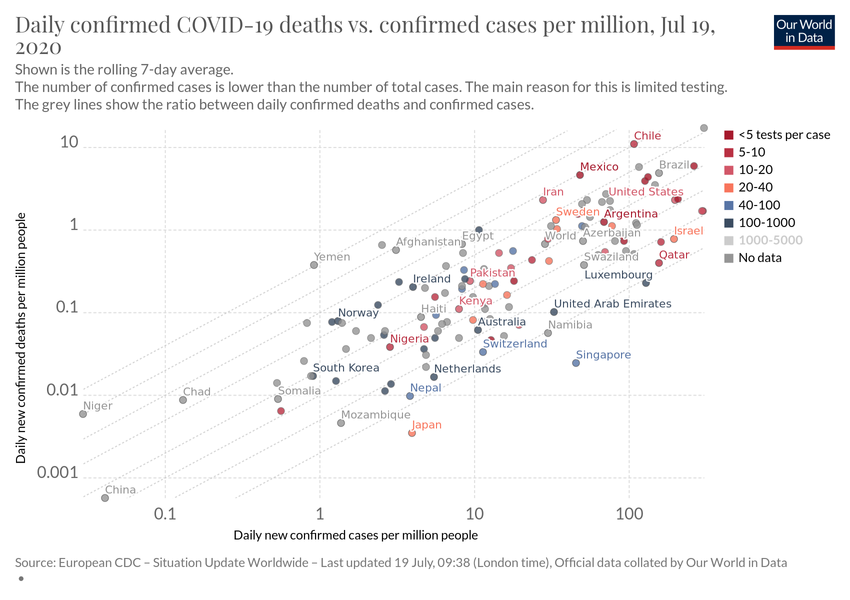 Daily confirmed COVID-19 deaths vs. confirmed cases per million, Jul 19,
2020
Our World
in Data
Shown is the rolling 7-day average.
The number of confirmed cases is lower than the number of total cases. The main reason for this is limited testing.
The grey lines show the ratio between daily confirmed deaths and confirmed cases.
Daily new confirmed deaths per million people
10
1
0.1
0.01
0.001
Chile
Mexico
Brazil
Iran
United States
Sweden
Argentina
Egypt
World
Azerbaijan
Israel
Afghanistan
Yemen
Swaziland
Qatar
Ireland
Pakistan
Luxembourg
Kenya
United Arab Emirates
Norway
Haiti
Australia
Namibia
Nigeria
Switzerland
Singapore
South Korea
Netherlands
Chad
Somalia
Nepal
Niger
Mozambique
Japan
China
0.1
1
10
100
Daily new confirmed cases per million people
<5 tests per case
5-10
10-20
20-40
40-100
100-1000
1000-5000
No data
Source: European CDC – Situation Update Worldwide – Last updated 19 July, 09:38 (London time), Official data collated by Our World in Data
•